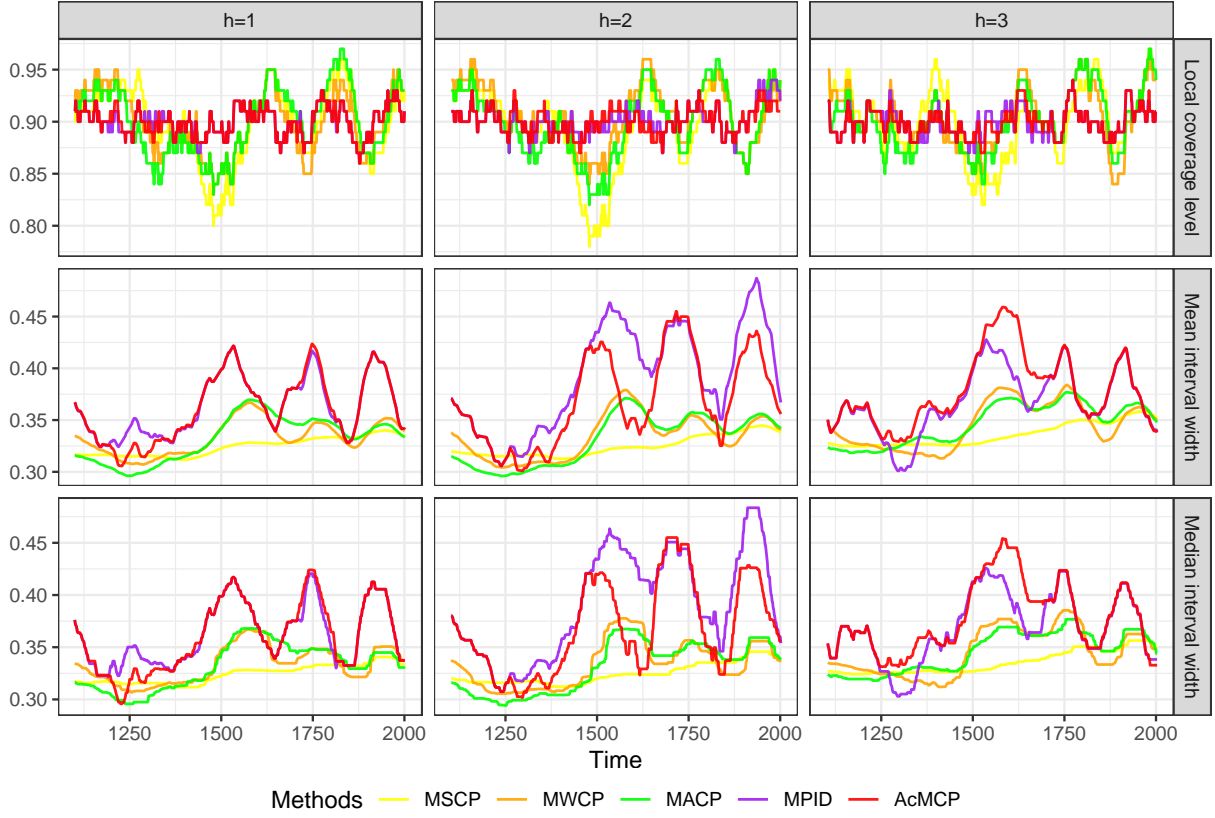 h=1
h=2
h=3
0.95
0.90
0.85
0.80
Local coverage level
0.45
0.40
0.35
0.30
Mean interval width
0.45
0.40
0.35
0.30
Median interval width
1250 1500 1750 2000
1250 1500 1750 2000
1250 1500 1750 2000
Time
Methods MSCP MWCP MACP MPID AcMCP